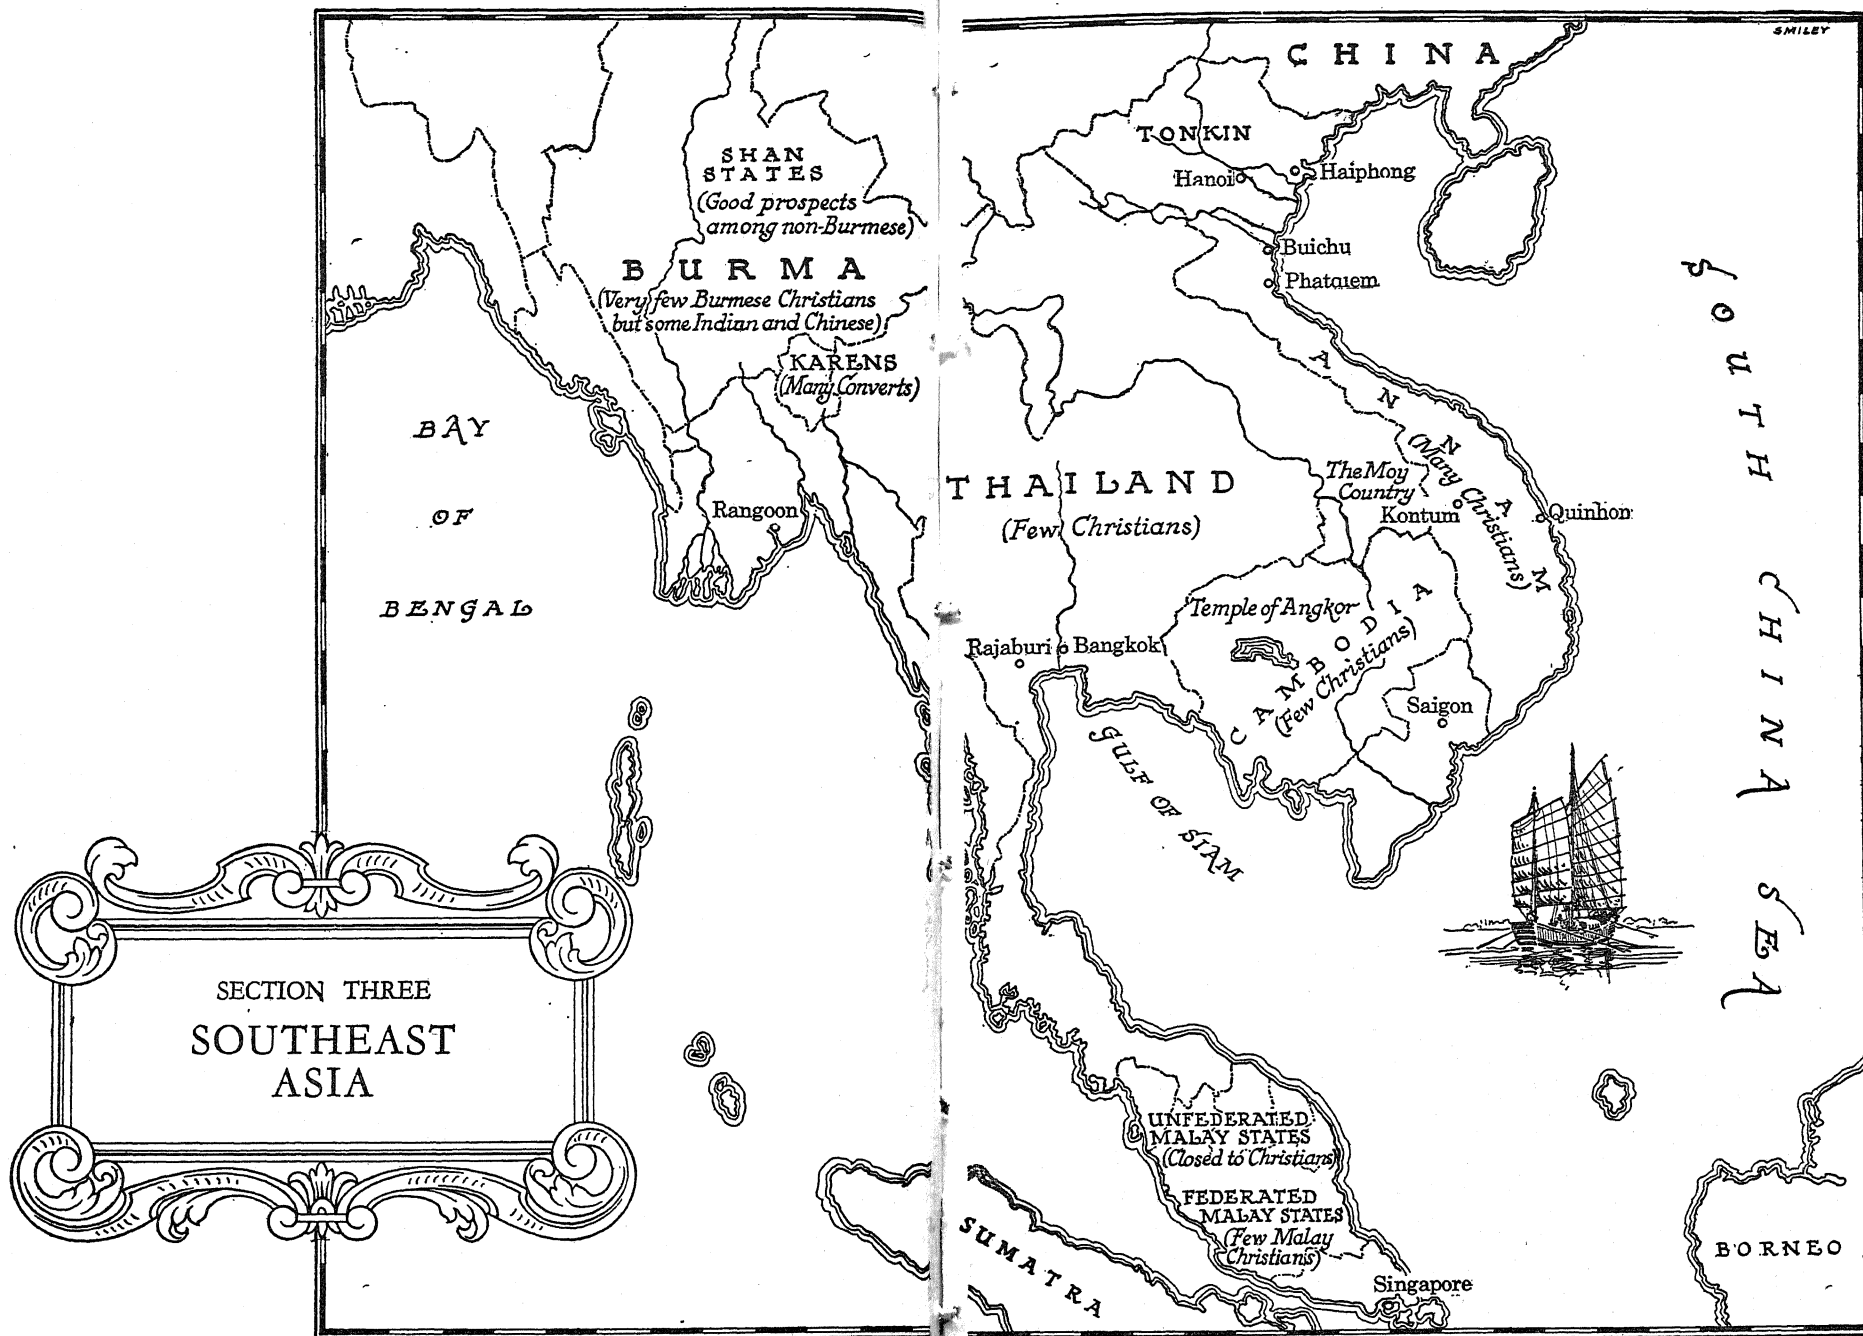 SMILEY
CHINA
TONKIN
Hanoi
Haiphong
Buichu
Phataiem
SHAN
STATES
(Good prospects
among non-Burmese)
BURMA
(Very few Burmese Christians
but some Indian and Chinese)
KARENS
(Many Converts)
Rangoon
BAY
OF
BENGAL
THAILAND
(Few Christians)
Rajaburi
Bangkok
ANNAM
(Many Christians)
The Moy
Country
Kontum
Quinhon
Temple of Angkor
CAMBODIA
(Few Christians)
Saigon
GULF OF SIAM
SOUTH CHINA SEA
UNFEDERATED
MALAY STATES
(Closed to Christians)
FEDERATED
MALAY STATES
(Few Malay
Christians)
Singapore
SUMATRA
BORNEO
SECTION THREE
SOUTHEAST
ASIA